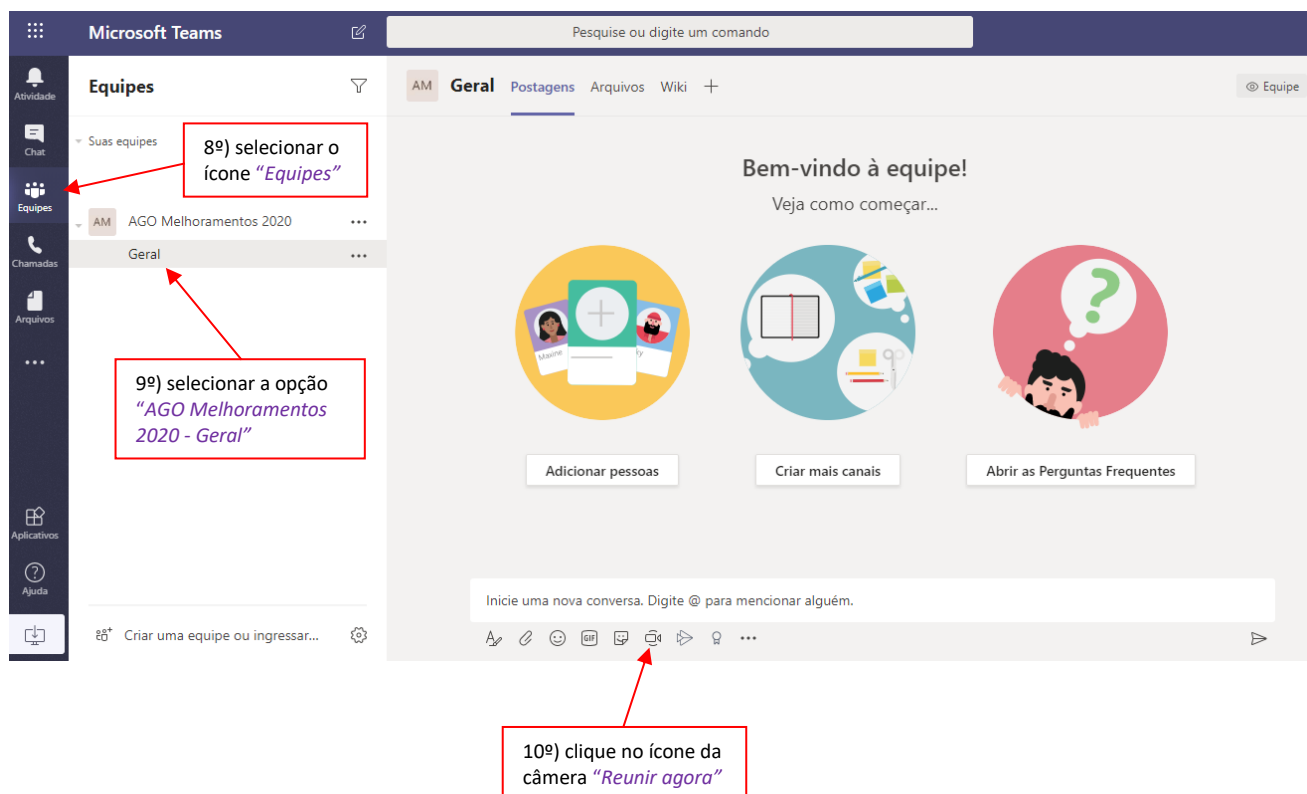 Microsoft Teams
Pesquise ou digite um comando
Atividade
Chat
Equipes
Chamadas
Arquivos
Aplicativos
Ajuda
Equipes
Suas equipes
8º) selecionar o
ícone “Equipes”
AM AGO Melhoramentos 2020
Geral
9º) selecionar a opção
“AGO Melhoramentos
2020 - Geral”
Criar uma equipe ou ingressar...
AM Geral Postagens Arquivos Wiki
Equipe
Bem-vindo à equipe!
Veja como começar...
Maxine
Adicionar pessoas
Criar mais canais
Abrir as Perguntas Frequentes
Inicie uma nova conversa. Digite @ para mencionar alguém.
GIF
10º) clique no ícone da
câmera “Reunir agora”